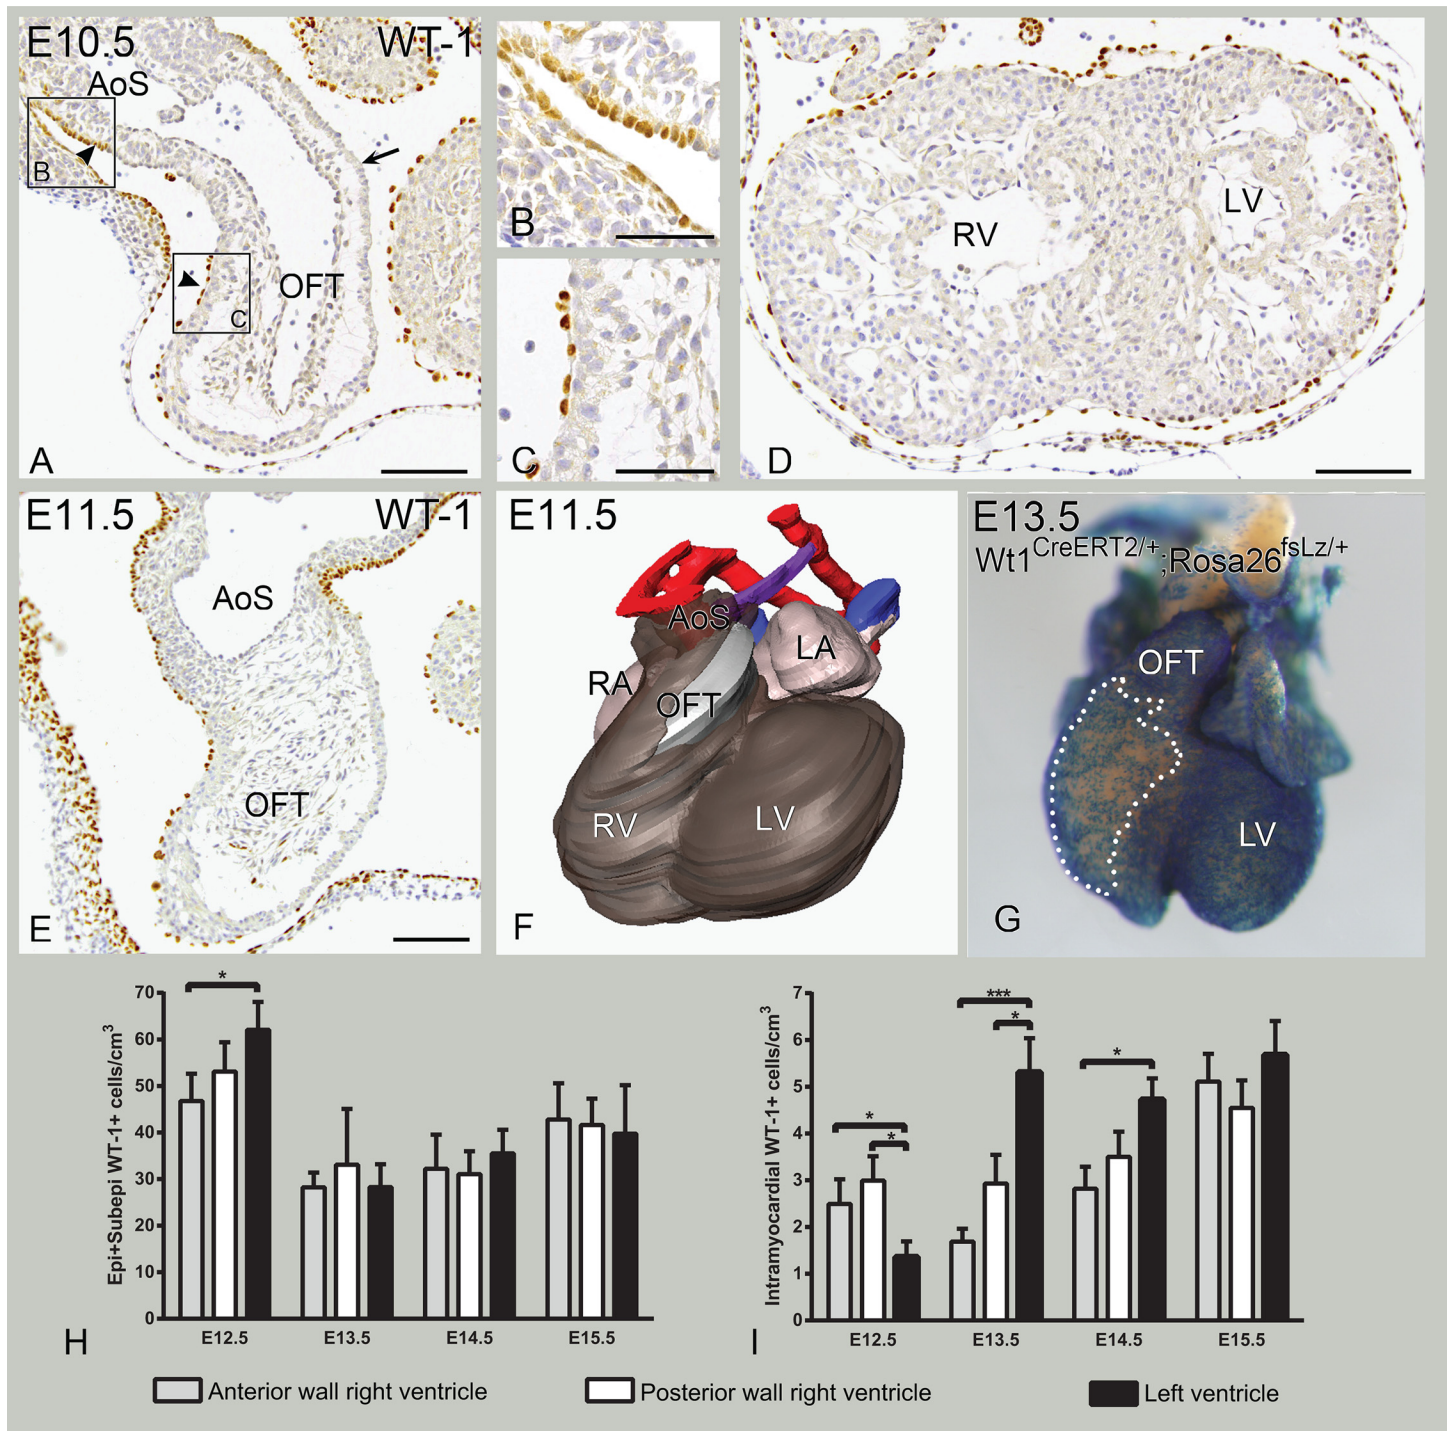 E10.5 WT-1
AoS
B
C
OFT
A
B
C
RV
LV
D
E11.5 WT-1
AoS
OFT
E
E11.5
AoS
LA
RA
OFT
RV
LV
F
E13.5
Wt1CreERT2/+;Rosa26fsLz/+
OFT
LV
G
Epi+Subepi WT-1+ cells/cm3
70
60
50
40
30
20
10
0
*
E12.5 E13.5 E14.5 E15.5
H
Intramyocardial WT-1+ cells/cm3
7
6
5
4
3
2
1
0
*
*
***
*
*
E12.5 E13.5 E14.5 E15.5
I
Anterior wall right ventricle Posterior wall right ventricle Left ventricle